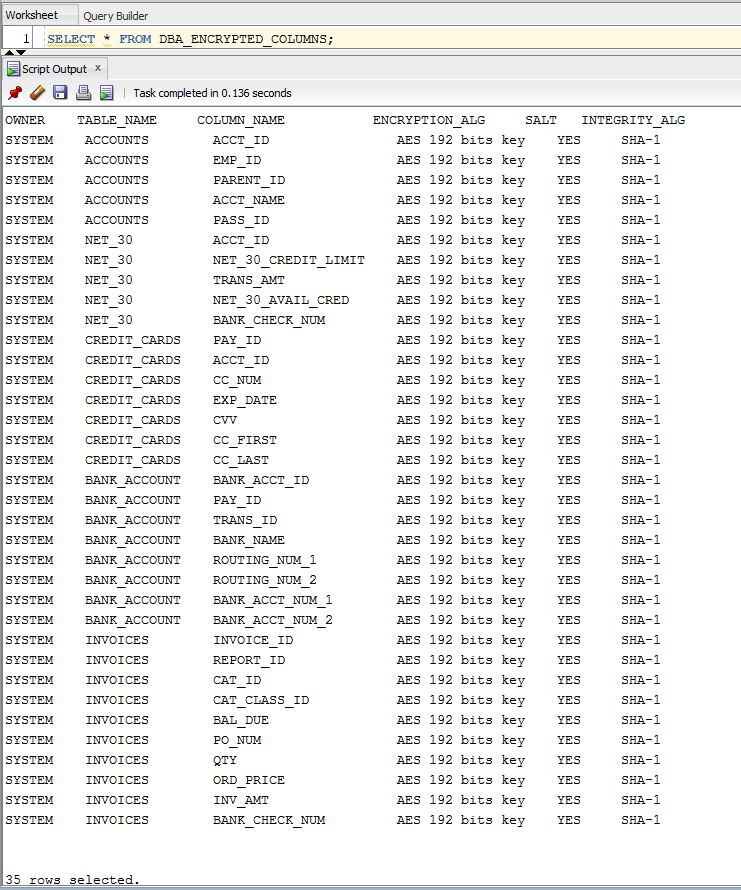 Worksheet Query Builder
1 SELECT * FROM DBA_ENCRYPTED_COLUMNS;
Script Output x
Task completed in 0.136 seconds
OWNER TABLE_NAME COLUMN_NAME ENCRYPTION_ALG SALT INTEGRITY_ALG
SYSTEM ACCOUNTS ACCT_ID AES 192 bits key YES SHA-1
SYSTEM ACCOUNTS EMP_ID AES 192 bits key YES SHA-1
SYSTEM ACCOUNTS PARENT_ID AES 192 bits key YES SHA-1
SYSTEM ACCOUNTS ACCT_NAME AES 192 bits key YES SHA-1
SYSTEM ACCOUNTS PASS_ID AES 192 bits key YES SHA-1
SYSTEM NET_30 ACCT_ID AES 192 bits key YES SHA-1
SYSTEM NET_30 NET_30_CREDIT_LIMIT AES 192 bits key YES SHA-1
SYSTEM NET_30 TRANS_AMT AES 192 bits key YES SHA-1
SYSTEM NET_30 NET_30_AVAIL_CRED AES 192 bits key YES SHA-1
SYSTEM NET_30 BANK_CHECK_NUM AES 192 bits key YES SHA-1
SYSTEM CREDIT_CARDS PAY_ID AES 192 bits key YES SHA-1
SYSTEM CREDIT_CARDS ACCT_ID AES 192 bits key YES SHA-1
SYSTEM CREDIT_CARDS CC_NUM AES 192 bits key YES SHA-1
SYSTEM CREDIT_CARDS EXP_DATE AES 192 bits key YES SHA-1
SYSTEM CREDIT_CARDS CVV AES 192 bits key YES SHA-1
SYSTEM CREDIT_CARDS CC_FIRST AES 192 bits key YES SHA-1
SYSTEM CREDIT_CARDS CC_LAST AES 192 bits key YES SHA-1
SYSTEM BANK_ACCOUNT BANK_ACCT_ID AES 192 bits key YES SHA-1
SYSTEM BANK_ACCOUNT PAY_ID AES 192 bits key YES SHA-1
SYSTEM BANK_ACCOUNT TRANS_ID AES 192 bits key YES SHA-1
SYSTEM BANK_ACCOUNT BANK_NAME AES 192 bits key YES SHA-1
SYSTEM BANK_ACCOUNT ROUTING_NUM_1 AES 192 bits key YES SHA-1
SYSTEM BANK_ACCOUNT ROUTING_NUM_2 AES 192 bits key YES SHA-1
SYSTEM BANK_ACCOUNT BANK_ACCT_NUM_1 AES 192 bits key YES SHA-1
SYSTEM BANK_ACCOUNT BANK_ACCT_NUM_2 AES 192 bits key YES SHA-1
SYSTEM INVOICES INVOICE_ID AES 192 bits key YES SHA-1
SYSTEM INVOICES REPORT_ID AES 192 bits key YES SHA-1
SYSTEM INVOICES CAT_ID AES 192 bits key YES SHA-1
SYSTEM INVOICES CAT_CLASS_ID AES 192 bits key YES SHA-1
SYSTEM INVOICES BAL_DUE AES 192 bits key YES SHA-1
SYSTEM INVOICES PO_NUM AES 192 bits key YES SHA-1
SYSTEM INVOICES QTY AES 192 bits key YES SHA-1
SYSTEM INVOICES ORD_PRICE AES 192 bits key YES SHA-1
SYSTEM INVOICES INV_AMT AES 192 bits key YES SHA-1
SYSTEM INVOICES BANK_CHECK_NUM AES 192 bits key YES SHA-1
35 rows selected.